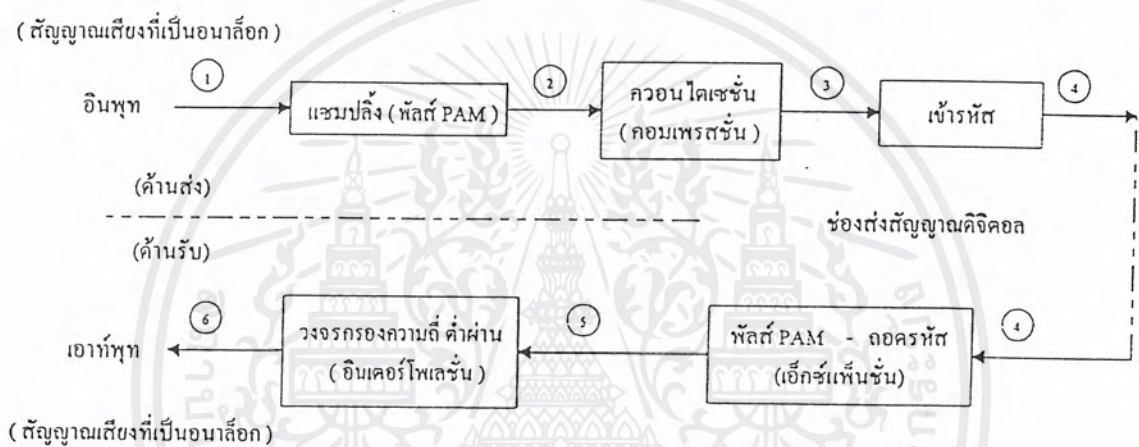 ( สัญญาณเสียงที่เป็นอนาล็อก )
1
2
3
4
อินพุท
แซมปลิ้ง ( พัลส์ PAM )
ควอนไตเซชั่น
( คอมเพรสชั่น )
เข้ารหัส
(ด้านส่ง)
ช่องส่งสัญญาณดิจิตอล
(ด้านรับ)
6
5
4
เอาท์พุท
วงจรกรองความถี่ ต่ำผ่าน
( อินเตอร์โพเลชั่น )
พัลส์ PAM - ถอดรหัส
(เอ็กซ์แพ็นชั่น)
( สัญญาณเสียงที่เป็นอนาล็อก )